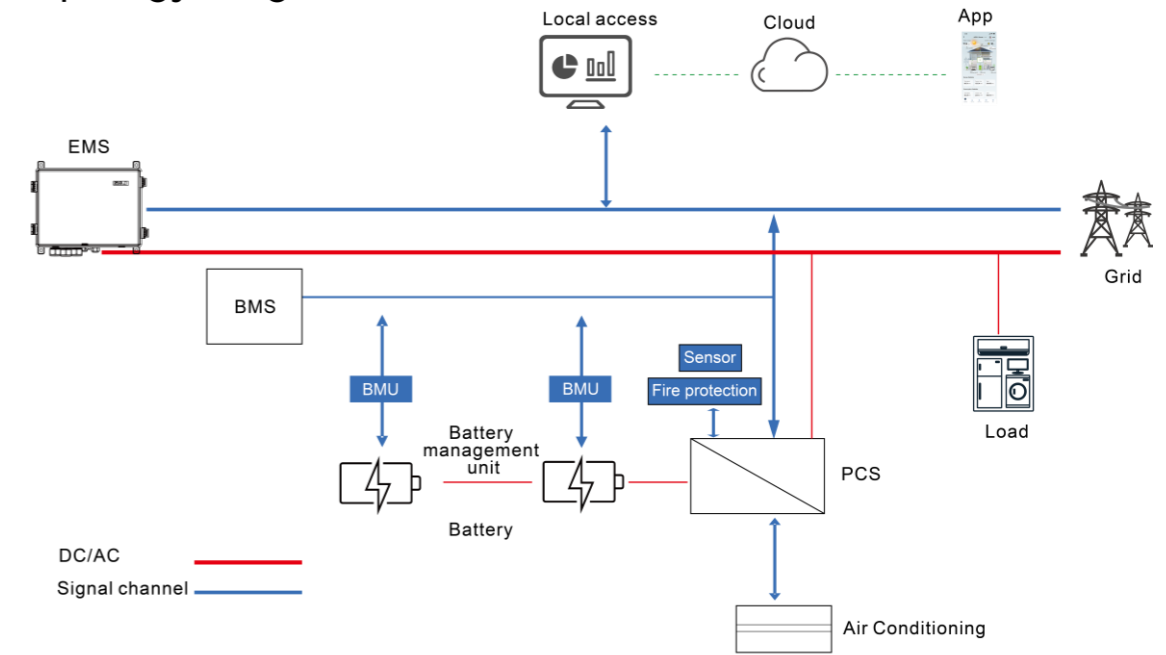 Local access
Cloud
App
EMS
Grid
BMS
Sensor
BMU
BMU
Fire protection
Load
Battery
management
unit
PCS
Battery
DC/AC
Signal channel
Air Conditioning